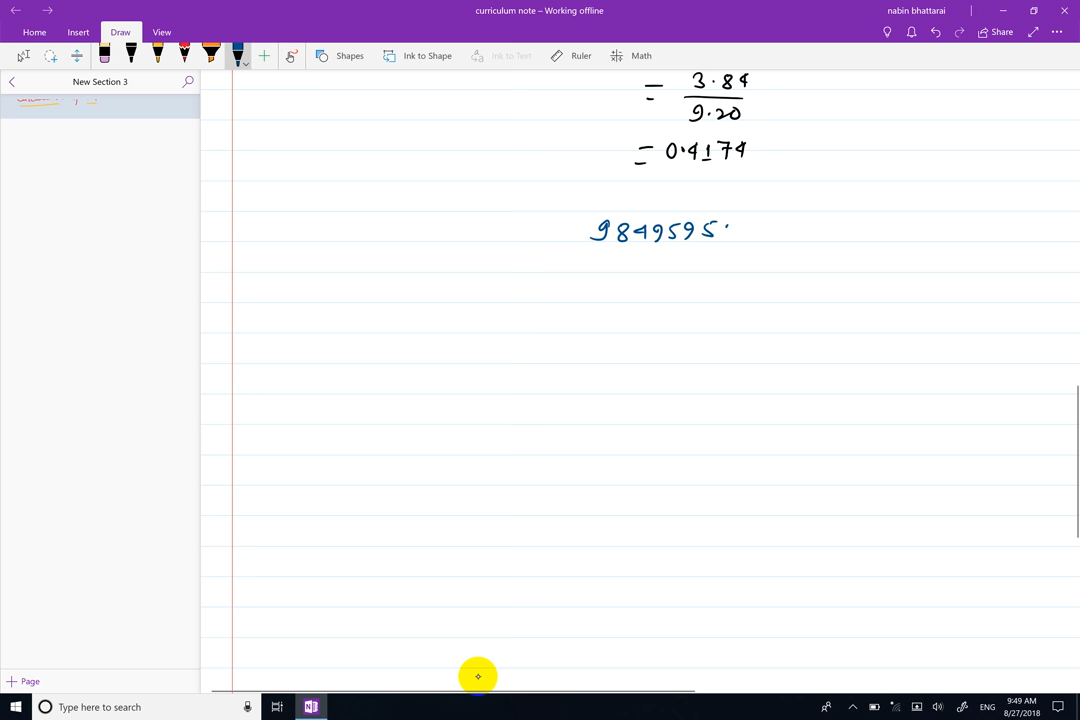 curriculum note – Working offline
nabin bhattarai
Home Insert Draw View
Share
Shapes Ink to Shape Ink to Text Ruler Math
New Section 3
= 3.84
9.20
= 0.4174
9849595
+ Page
Type here to search
ENG
9:49 AM
8/27/2018